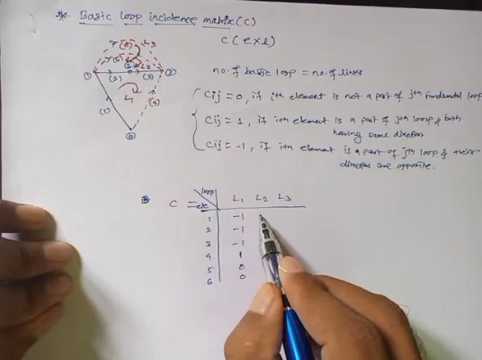 Basic Loop incidence matrix (C)
C (e x l)
no. of basic loop = no. of links
Cij = 0, if ith element is not a part of jth fundamental loop
Cij = 1, if ith element is a part of jth loop & both
having same direction
Cij = -1, if ith element is a part of jth loop & their
direction are opposite.
C =
loop
ele
L1 L2 L3
1 -1
2 -1
3 -1
4 1
5 0
6 0